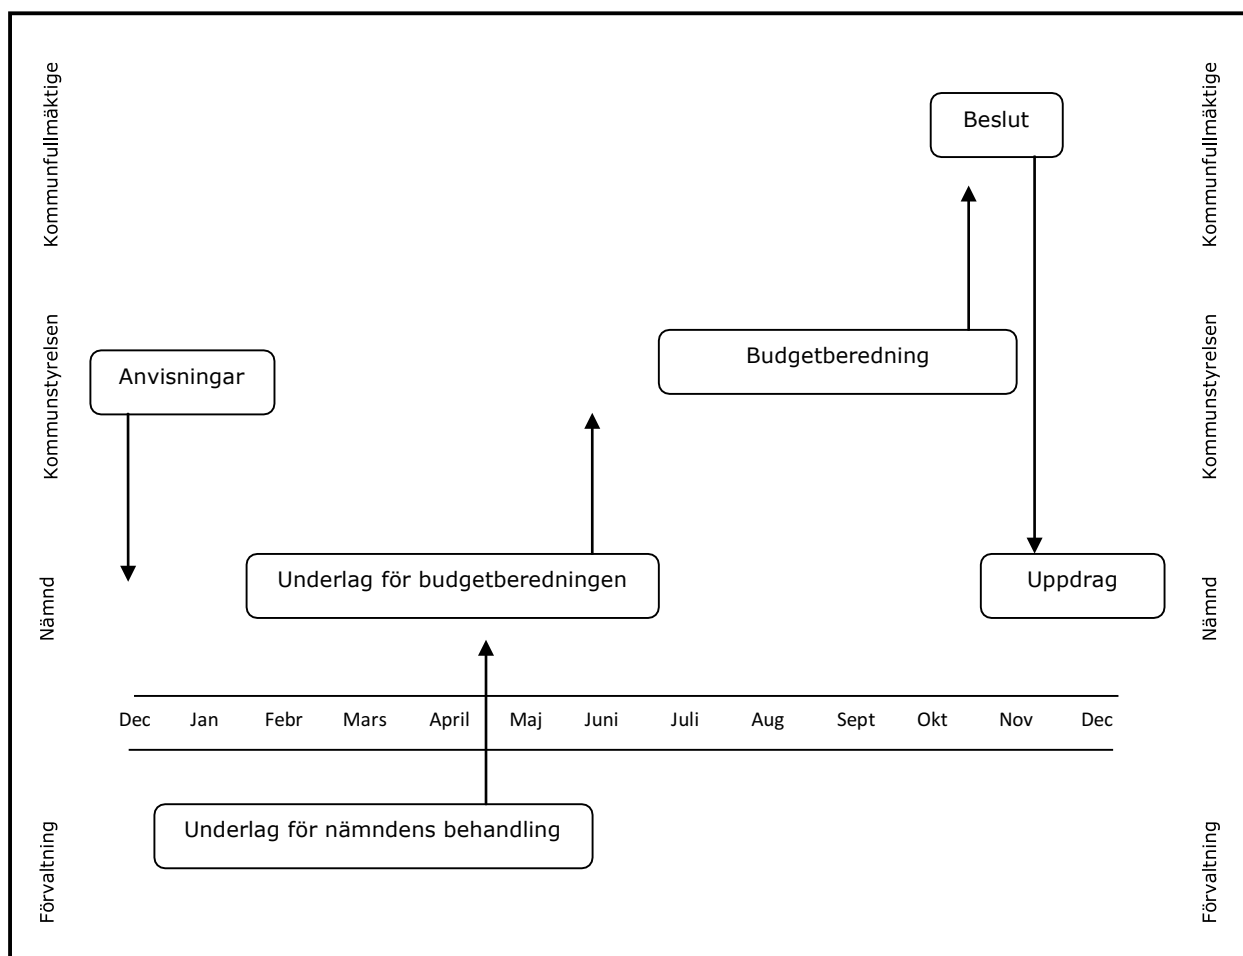 Kommunfullmäktige
Beslut
Kommunfullmäktige
Kommunstyrelsen
Anvisningar
Budgetberedning
Kommunstyrelsen
Nämnd
Underlag för budgetberedningen
Uppdrag
Nämnd
Dec Jan Febr Mars April Maj Juni Juli Aug Sept Okt Nov Dec
Förvaltning
Underlag för nämndens behandling
Förvaltning